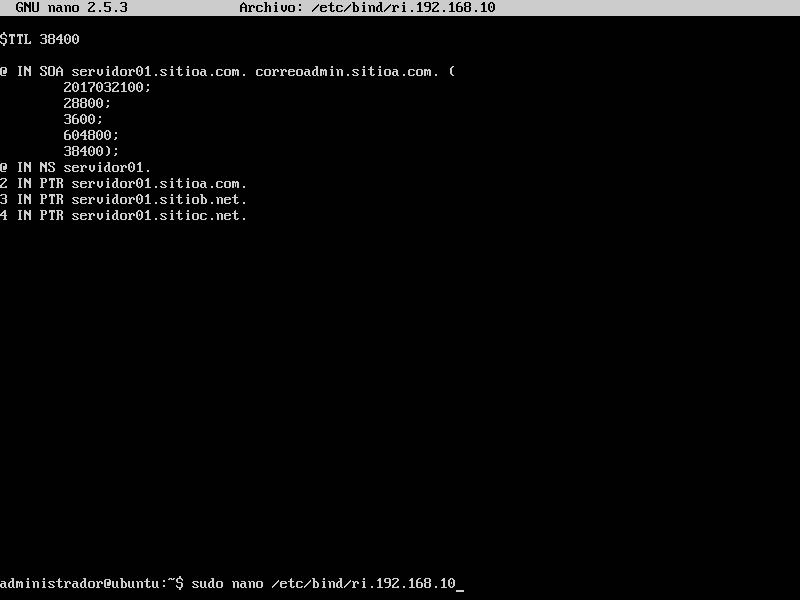 GNU nano 2.5.3 Archivo: /etc/bind/ri.192.168.10
$TTL 38400
@ IN SOA servidor01.sitioa.com. correoadmin.sitioa.com. (
2017032100;
28800;
3600;
604800;
38400);
@ IN NS servidor01.
2 IN PTR servidor01.sitioa.com.
3 IN PTR servidor01.sitiob.net.
4 IN PTR servidor01.sitioc.net.
administrador@ubuntu:~$ sudo nano /etc/bind/ri.192.168.10_